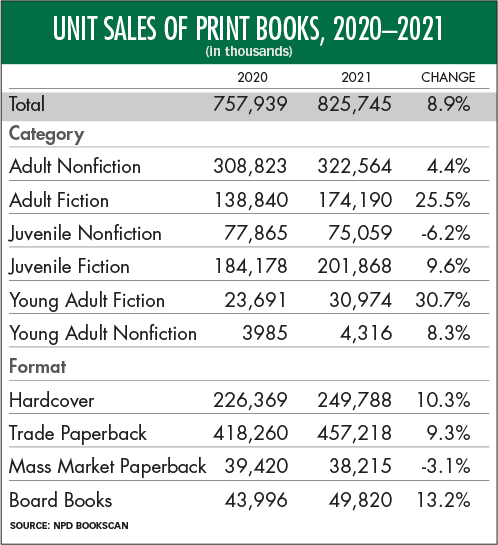 UNIT SALES OF PRINT BOOKS, 2020–2021
(in thousands)
2020 2021 CHANGE
Total 757,939 825,745 8.9%
Category
Adult Nonfiction 308,823 322,564 4.4%
Adult Fiction 138,840 174,190 25.5%
Juvenile Nonfiction 77,865 75,059 -6.2%
Juvenile Fiction 184,178 201,868 9.6%
Young Adult Fiction 23,691 30,974 30.7%
Young Adult Nonfiction 3985 4,316 8.3%
Format
Hardcover 226,369 249,788 10.3%
Trade Paperback 418,260 457,218 9.3%
Mass Market Paperback 39,420 38,215 -3.1%
Board Books 43,996 49,820 13.2%
SOURCE: NPD BOOKSCAN